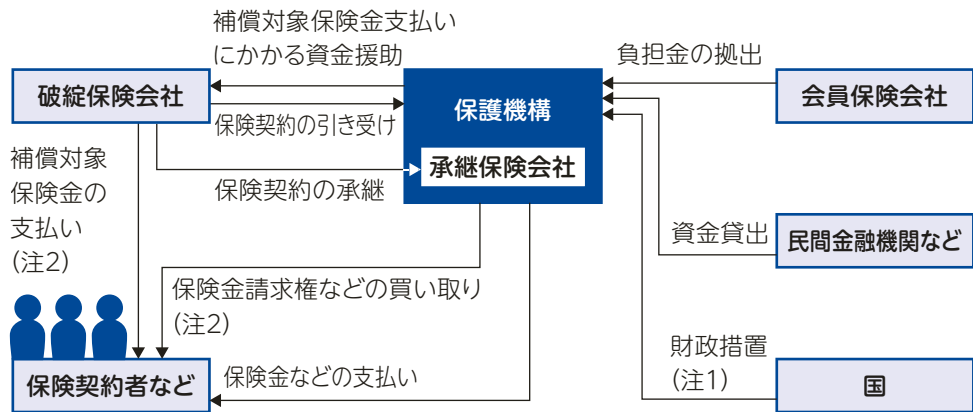 補償対象保険金支払い
にかかる資金援助
破綻保険会社
保険契約の引き受け
保険契約の承継
補償対象
保険金の
支払い
(注2)
保護機構
承継保険会社
負担金の拠出
会員保険会社
資金貸出
民間金融機関など
保険金請求権などの買い取り
(注2)
財政措置
(注1)
国
保険契約者など
保険金などの支払い